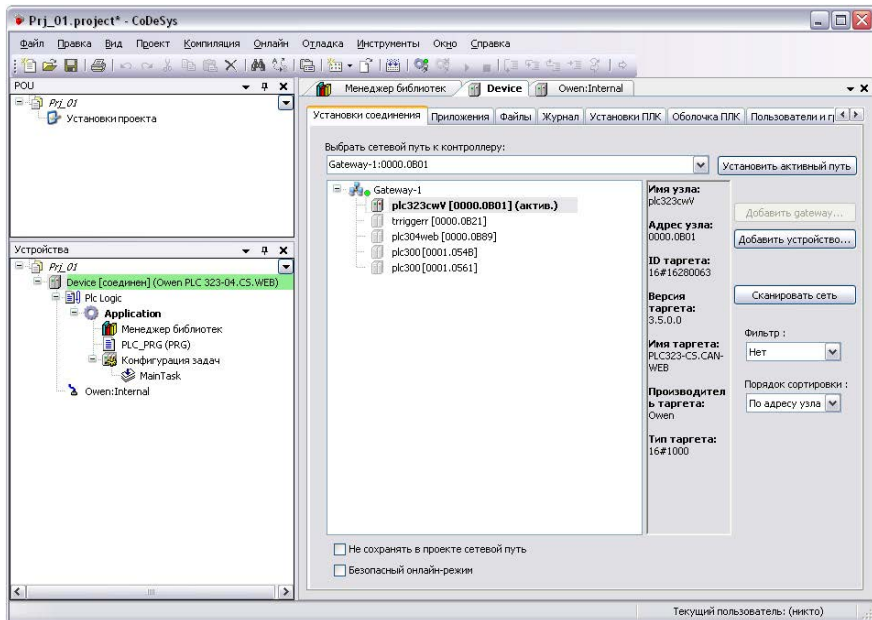 Prj_01.project* - CoDeSys
Файл Правка Вид Проект Компиляция Онлайн Отладка Инструменты Окно Справка
POU
Prj_01
Установки проекта
Устройства
Prj_01
Device [соединен] (Owen PLC 323-04.CS.WEB)
Plc Logic
Application
Менеджер библиотек
PLC_PRG (PRG)
Конфигурация задач
MainTask
Owen:Internal
Менеджер библиотек Device Owen:Internal
Установки соединения Приложения Файлы Журнал Установки ПЛК Оболочка ПЛК Пользователи и г
Выбрать сетевой путь к контроллеру:
Gateway-1:0000.0B01 Установить активный путь
Gateway-1
plc323cwV [0000.0B01] (актив.)
trriggerr [0000.0B21]
plc304web [0000.0B89]
plc300 [0001.054B]
plc300 [0001.0561]
Имя узла:
plc323cwV
Адрес узла:
0000.0B01
ID таргета:
16#16280063
Версия
таргета:
3.5.0.0
Имя таргета:
PLC323-CS.CAN-
WEB
Производител
ь таргета:
Owen
Тип таргета:
16#1000
Добавить gateway...
Добавить устройство...
Сканировать сеть
Фильтр :
Нет
Порядок сортировки :
По адресу узла
Не сохранять в проекте сетевой путь
Безопасный онлайн-режим
Текущий пользователь: (никто)